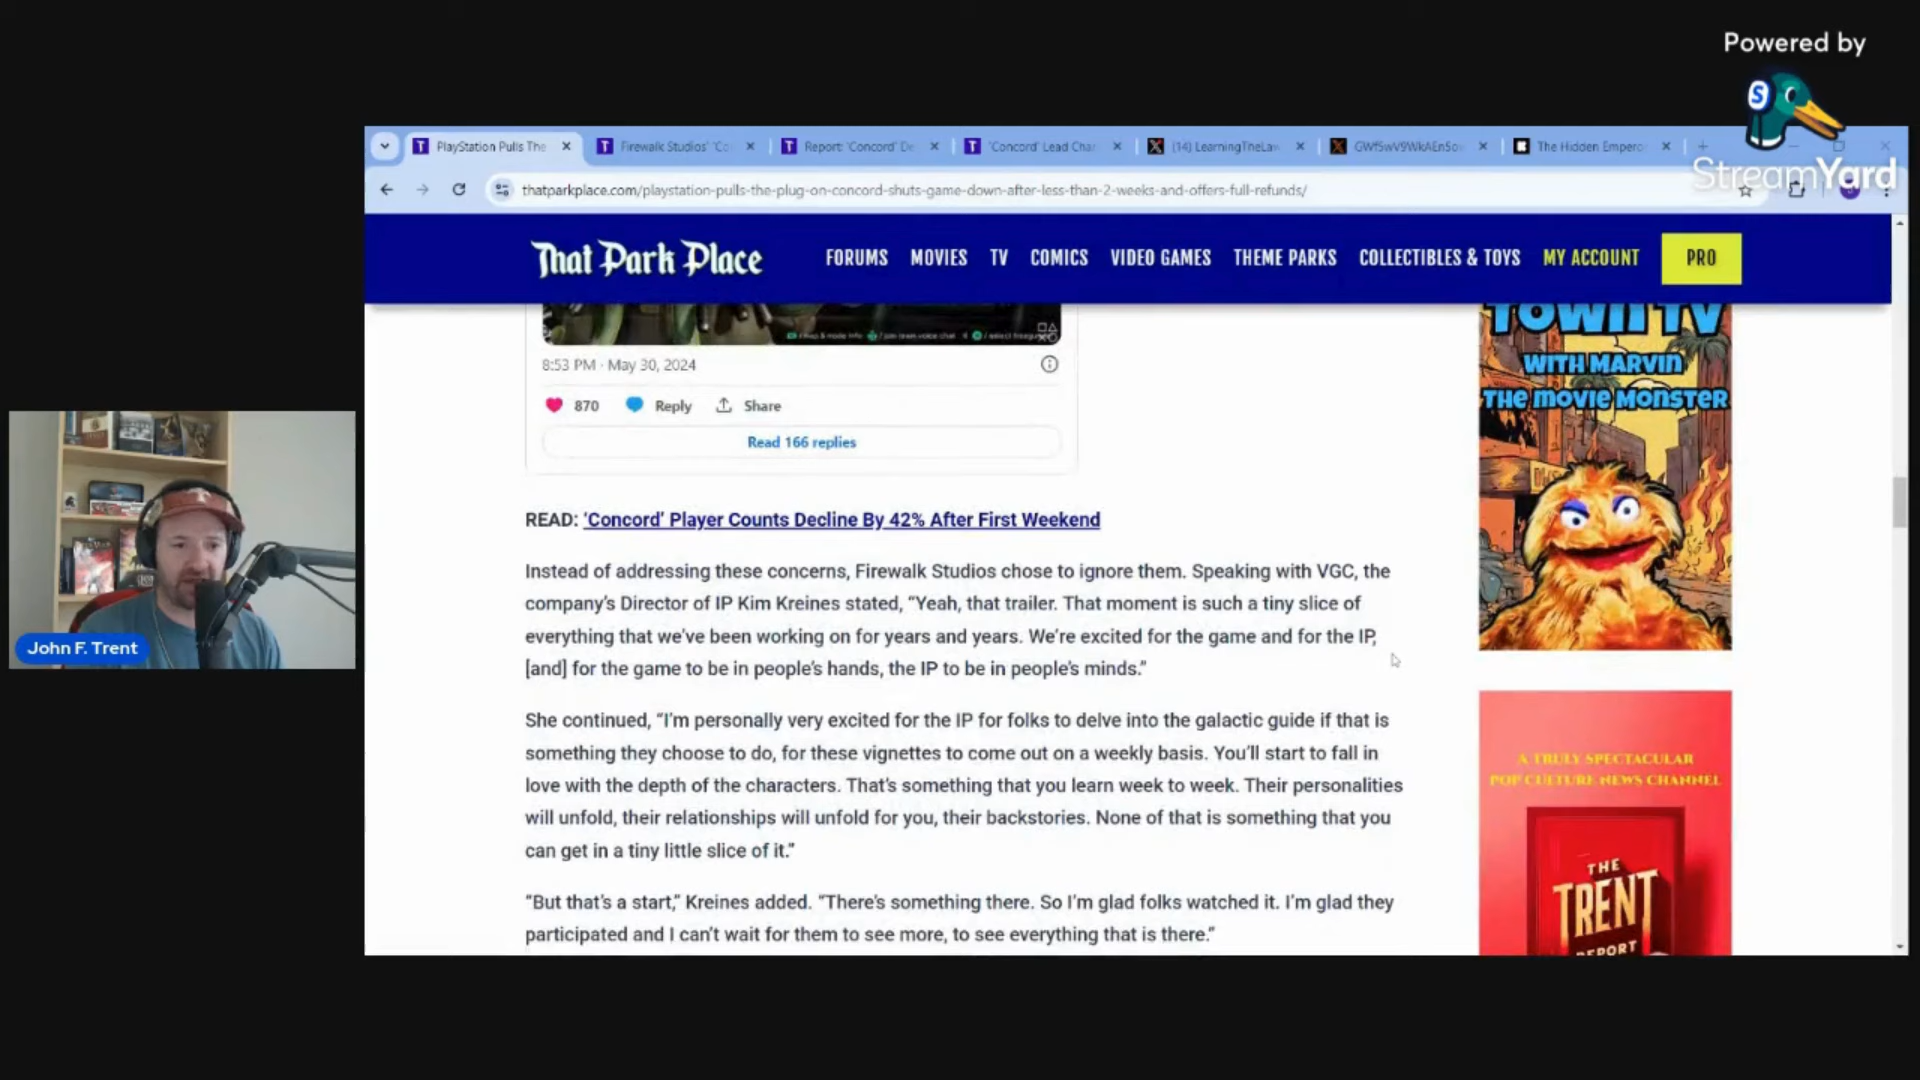 Powered by
StreamYard
PlayStation Pulls The
Firewalk Studios' 'Co
Report: 'Concord' De
'Concord' Lead Cha
(14) LearningTheLaw
The Hidden Empero
thatparkplace.com/playstation-pulls-the-plug-on-concord-shuts-game-down-after-less-than-2-weeks-and-offers-full-refunds/
That Park Place
FORUMS MOVIES TV COMICS VIDEO GAMES THEME PARKS COLLECTIBLES & TOYS MY ACCOUNT PRO
8:53 PM · May 30, 2024
870 Reply Share
Read 166 replies
READ: 'Concord' Player Counts Decline By 42% After First Weekend
Instead of addressing these concerns, Firewalk Studios chose to ignore them. Speaking with VGC, the
company's Director of IP Kim Kreines stated, "Yeah, that trailer. That moment is such a tiny slice of
everything that we've been working on for years and years. We're excited for the game and for the IP,
[and] for the game to be in people's hands, the IP to be in people's minds."
She continued, "I'm personally very excited for the IP for folks to delve into the galactic guide if that is
something they choose to do, for these vignettes to come out on a weekly basis. You'll start to fall in
love with the depth of the characters. That's something that you learn week to week. Their personalities
will unfold, their relationships will unfold for you, their backstories. None of that is something that you
can get in a tiny little slice of it."
"But that's a start," Kreines added. "There's something there. So I'm glad folks watched it. I'm glad they
participated and I can't wait for them to see more, to see everything that is there."
TOWN TV
WITH MARVIN
THE MOVIE MONSTER
A TRULY SPECTACULAR
POP CULTURE NEWS CHANNEL
THE
TRENT
REPORT
John F. Trent